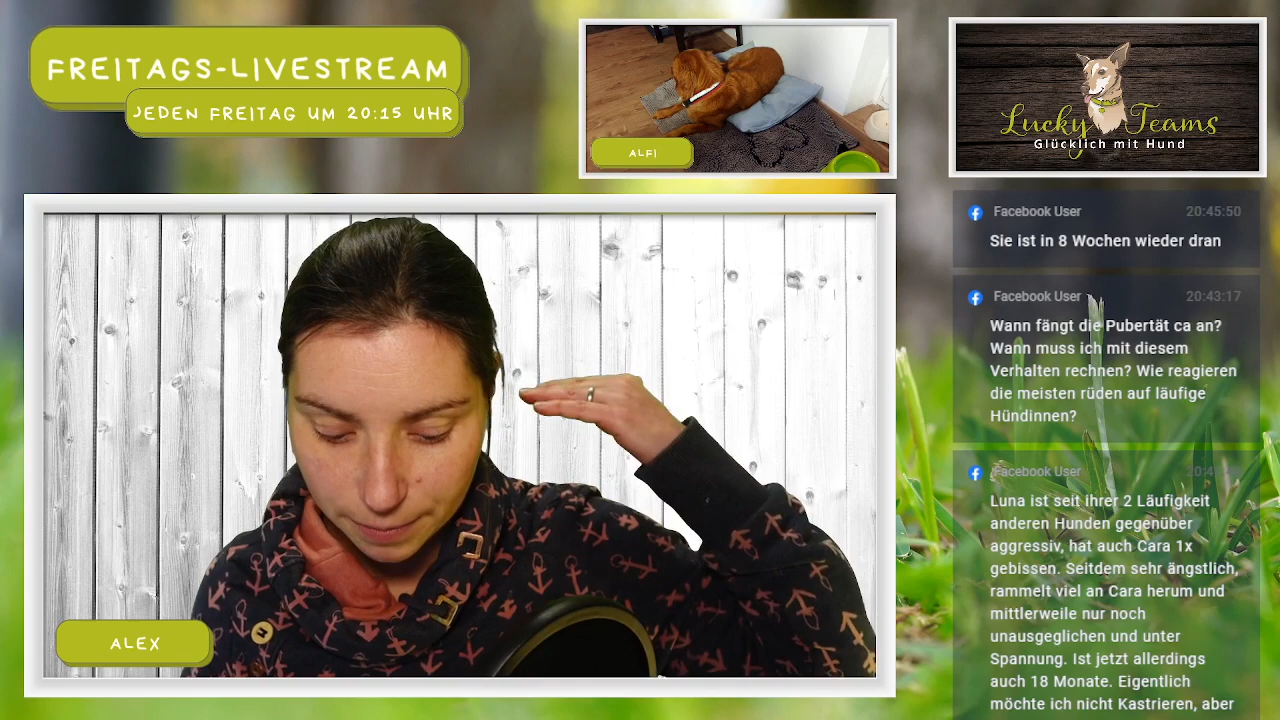 FREITAGS-LIVESTREAM
JEDEN FREITAG UM 20:15 UHR
ALFI
Lucky Teams
Glücklich mit Hund
ALEX
Facebook User 20:45:50
Sie ist in 8 Wochen wieder dran
Facebook User 20:43:17
Wann fängt die Pubertät ca an?
Wann muss ich mit diesem
Verhalten rechnen? Wie reagieren
die meisten rüden auf läufige
Hündinnen?
Facebook User
Luna ist seit ihrer 2 Läufigkeit
anderen Hunden gegenüber
aggressiv, hat auch Cara 1x
gebissen. Seitdem sehr ängstlich,
rammelt viel an Cara herum und
mittlerweile nur noch
unausgeglichen und unter
Spannung. Ist jetzt allerdings
auch 18 Monate. Eigentlich
möchte ich nicht Kastrieren, aber